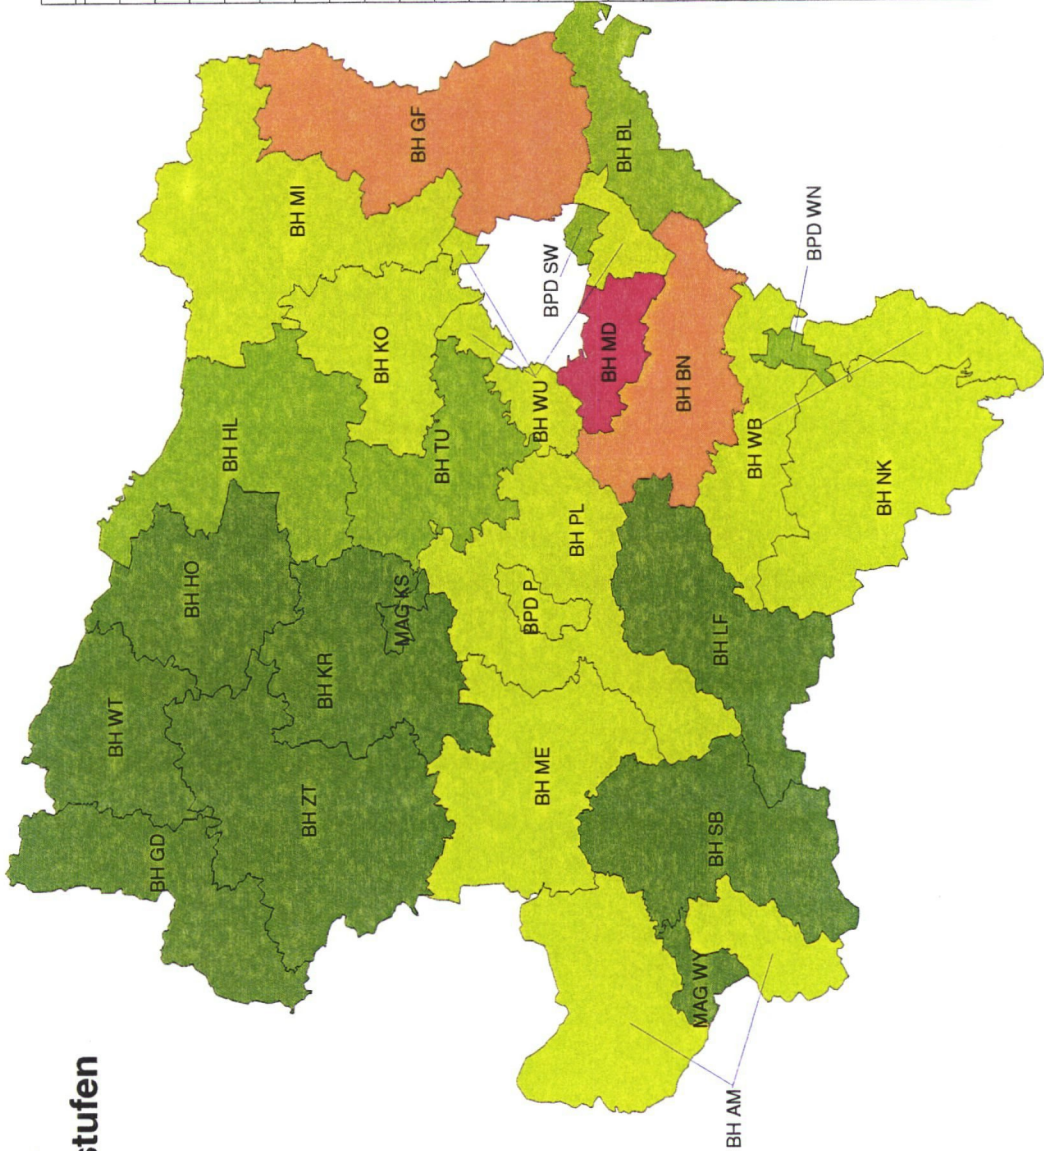 stufen
BH GD
BH WT
BH HO
BH HL
BH MI
BH ZT
BH KR
MAG KS
BH KO
BH GF
BH TU
BH ME
BPD P
BH PL
BH WU
BPD SW
BH MD
BH BL
BH AM
MAG WY
BH SB
BH LF
BH BN
BH WB
BPD WN
BH NK